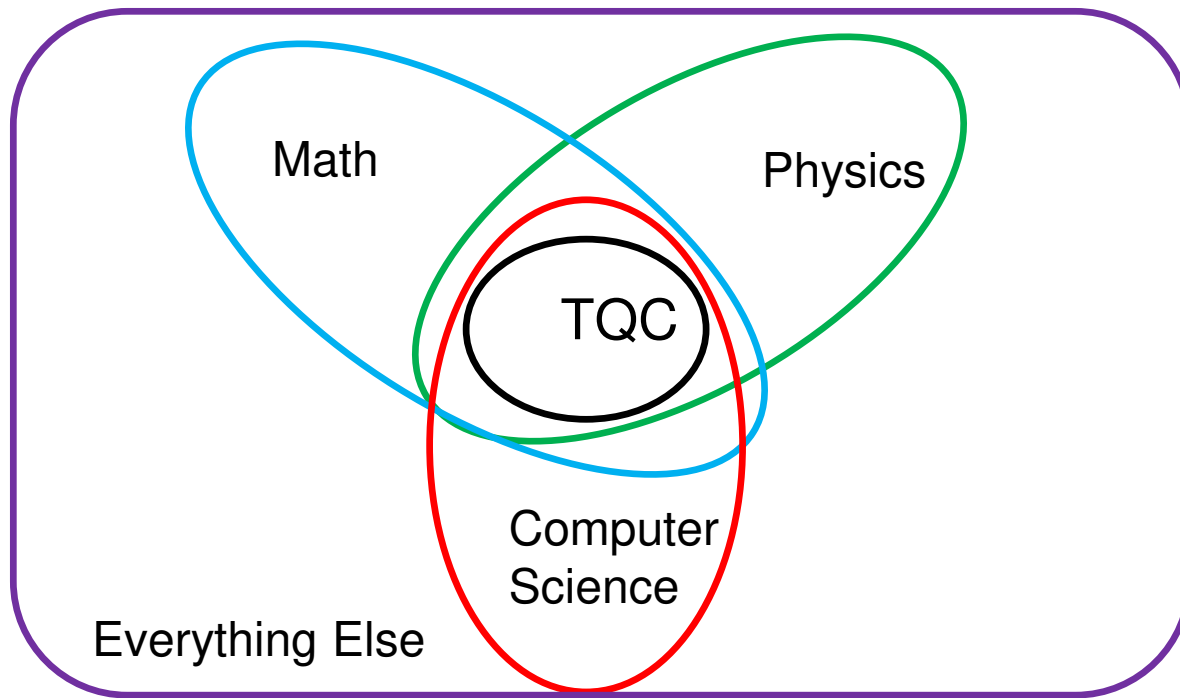 Math
Physics
TQC
Computer
Science
Everything Else